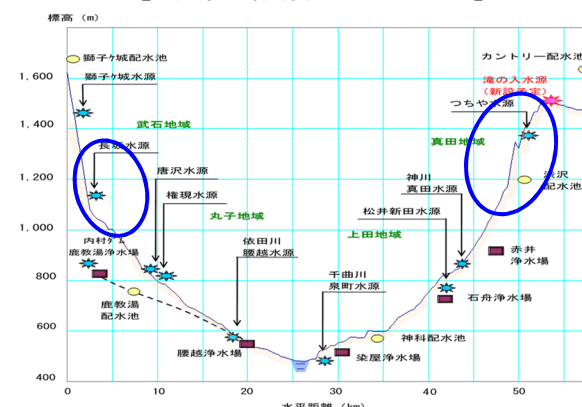 標高（m）
獅子ヶ城配水池
カントリー配水池
1,600
獅子ヶ城水源
滝の入水源
（新設予定）
つちや水源
1,400
武石地域
真田地域
長坂水源
1,200
唐沢水源
神川
真田水源
渋沢
配水池
権現水源
丸子地域
松井新田水源
1,000
内村ダム
鹿教湯浄水場
依田川
腰越水源
上田地域
赤井
浄水場
800
千曲川
泉町水源
鹿教湯
配水池
石舟浄水場
600
腰越浄水場
神科配水池
染屋浄水場
400
0
10
20
30
40
50
水平距離（km）